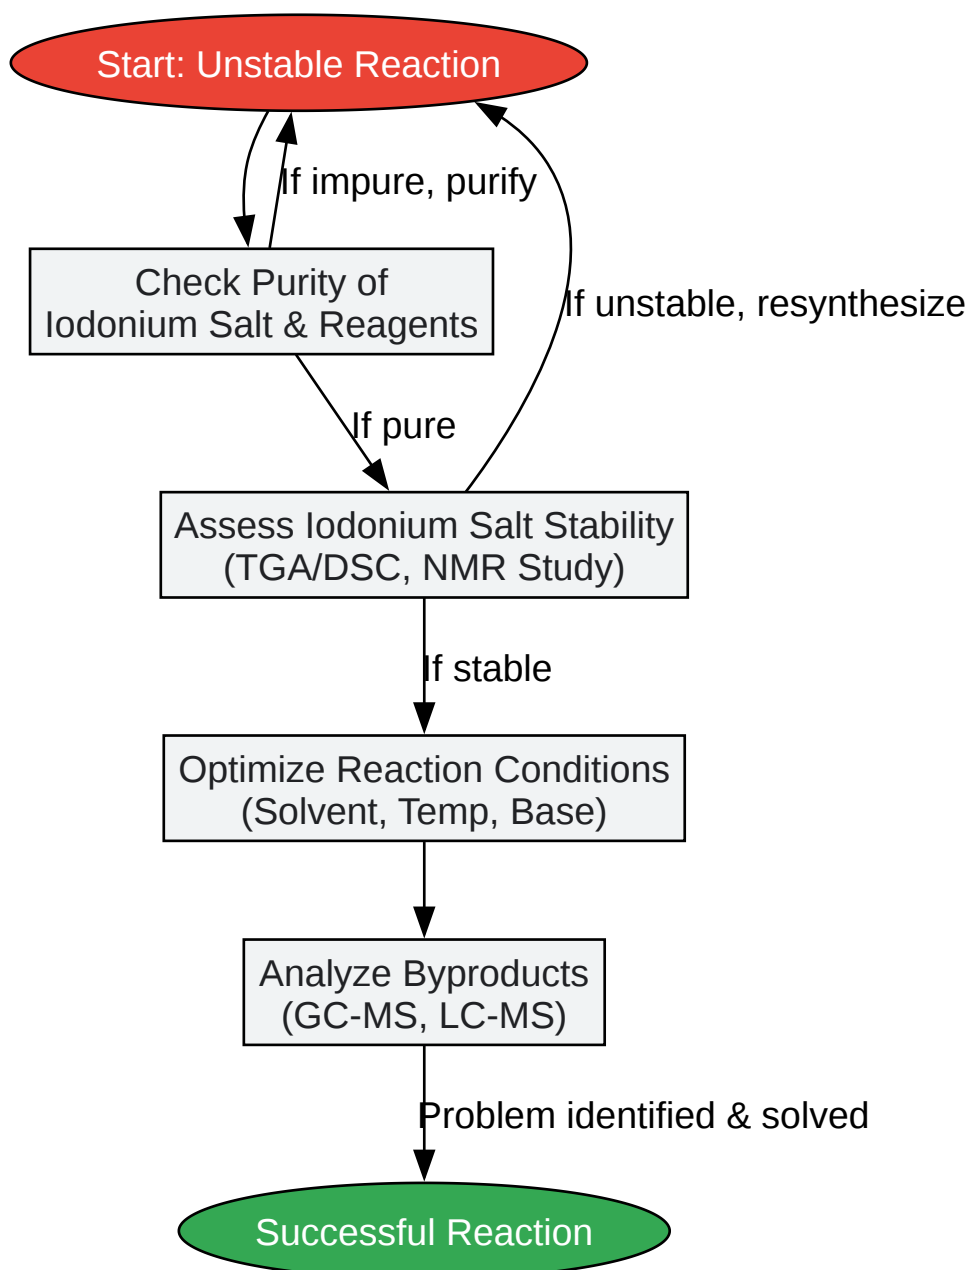 Start: Unstable Reaction
If impure, purify
Check Purity of
Iodonium Salt & Reagents
If unstable, resynthesize
If pure
Assess Iodonium Salt Stability
(TGA/DSC, NMR Study)
If stable
Optimize Reaction Conditions
(Solvent, Temp, Base)
Analyze Byproducts
(GC-MS, LC-MS)
Problem identified & solved
Successful Reaction